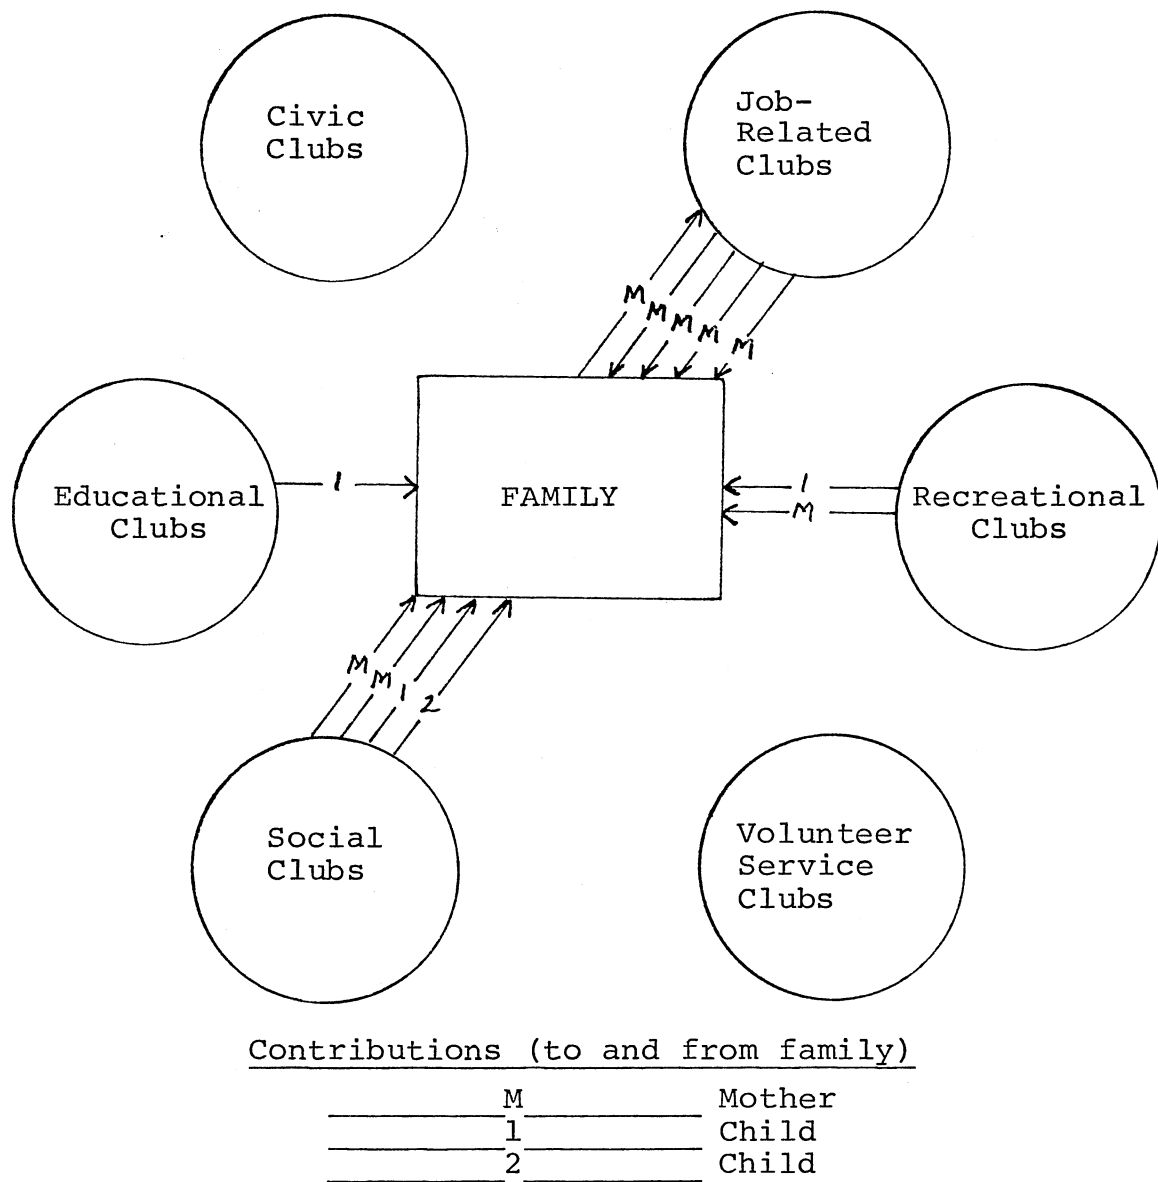 Civic
Clubs
Job-
Related
Clubs
M
M
M
M
M
Educational
Clubs
1
FAMILY
1
M
Recreational
Clubs
M
M
1
2
Social
Clubs
Volunteer
Service
Clubs
Contributions (to and from family)
M Mother
1 Child
2 Child